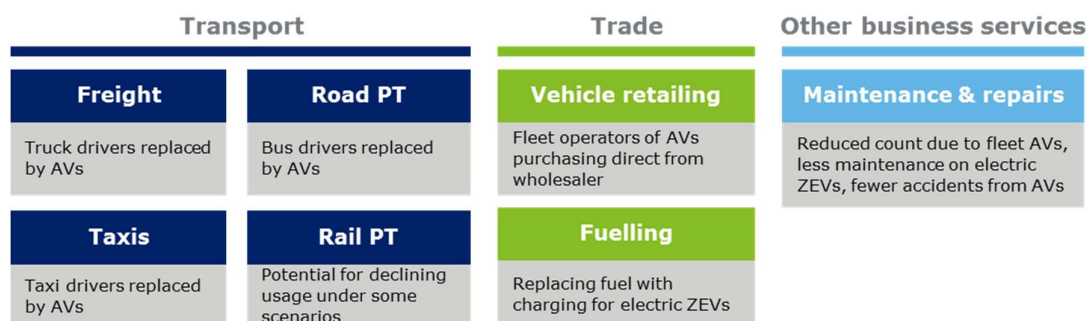 Transport
Trade
Other business services
Freight
Road PT
Vehicle retailing
Maintenance & repairs
Truck drivers replaced
by AVs
Bus drivers replaced
by AVs
Fleet operators of AVs
purchasing direct from
wholesaler
Reduced count due to fleet AVs,
less maintenance on electric
ZEVs, fewer accidents from AVs
Taxis
Rail PT
Fuelling
Taxi drivers replaced
by AVs
Potential for declining
usage under some
scenarios
Replacing fuel with
charging for electric ZEVs